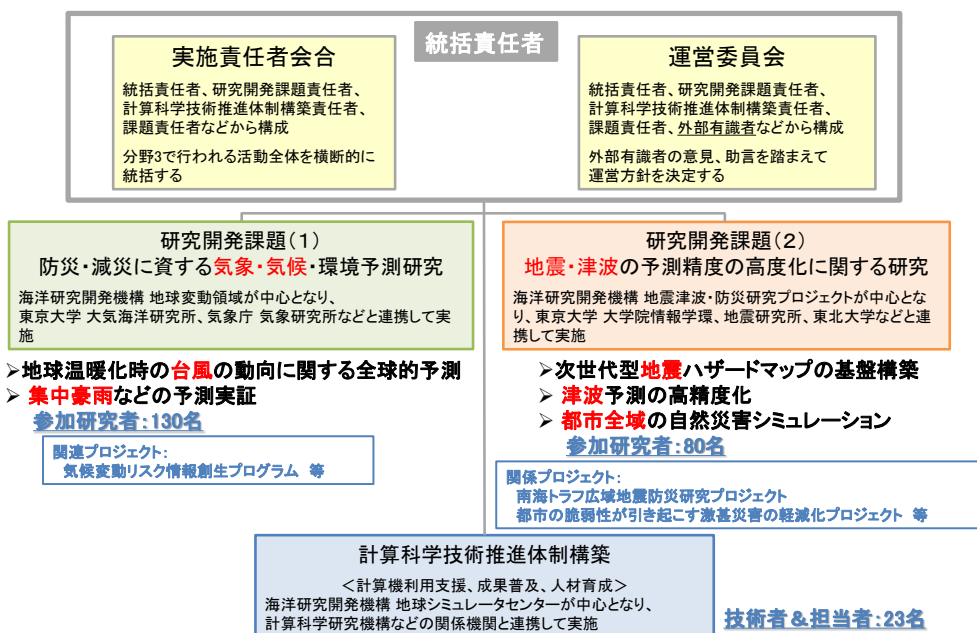 統括責任者
実施責任者会合
統括責任者、研究開発課題責任者、
計算科学技術推進体制構築責任者、
課題責任者などから構成
分野3で行われる活動全体を横断的に
統括する
運営委員会
統括責任者、研究開発課題責任者、
計算科学技術推進体制構築責任者、
課題責任者、外部有識者などから構成
外部有識者の意見、助言を踏まえて
運営方針を決定する
研究開発課題(1)
防災・減災に資する気象・気候・環境予測研究
海洋研究開発機構 地球変動領域が中心となり、
東京大学 大気海洋研究所、気象庁 気象研究所などと連携して実
施
➢地球温暖化時の台風の動向に関する全球的予測
➢ 集中豪雨などの予測実証
参加研究者:130名
関連プロジェクト:
気候変動リスク情報創生プログラム 等
研究開発課題(2)
地震・津波の予測精度の高度化に関する研究
海洋研究開発機構 地震津波・防災研究プロジェクトが中心とな
り、東京大学 大学院情報学環、地震研究所、東北大学などと連
携して実施
➢次世代型地震ハザードマップの基盤構築
➢ 津波予測の高精度化
➢ 都市全域の自然災害シミュレーション
参加研究者:80名
関係プロジェクト:
南海トラフ広域地震防災研究プロジェクト
都市の脆弱性が引き起こす激甚災害の軽減化プロジェクト 等
計算科学技術推進体制構築
<計算機利用支援、成果普及、人材育成>
海洋研究開発機構 地球シミュレータセンターが中心となり、
計算科学研究機構などの関係機関と連携して実施
技術者&担当者:23名